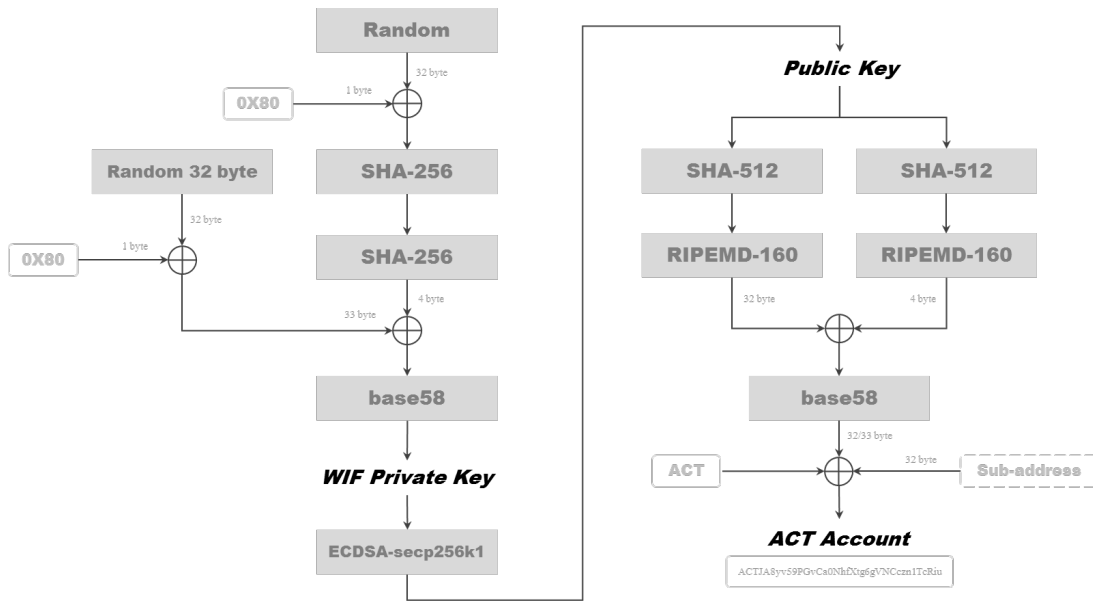 Random
32 byte
0X80
1 byte
Random 32 byte
SHA-256
32 byte
0X80
1 byte
SHA-256
4 byte
33 byte
base58
WIF Private Key
ECDSA-secp256k1
Public Key
SHA-512
SHA-512
RIPEMD-160
RIPEMD-160
32 byte
4 byte
base58
32/33 byte
ACT
32 byte
Sub-address
ACT Account
ACTJA8yv59PGvCa0NhfXtg6gVNCczn1TcRiu